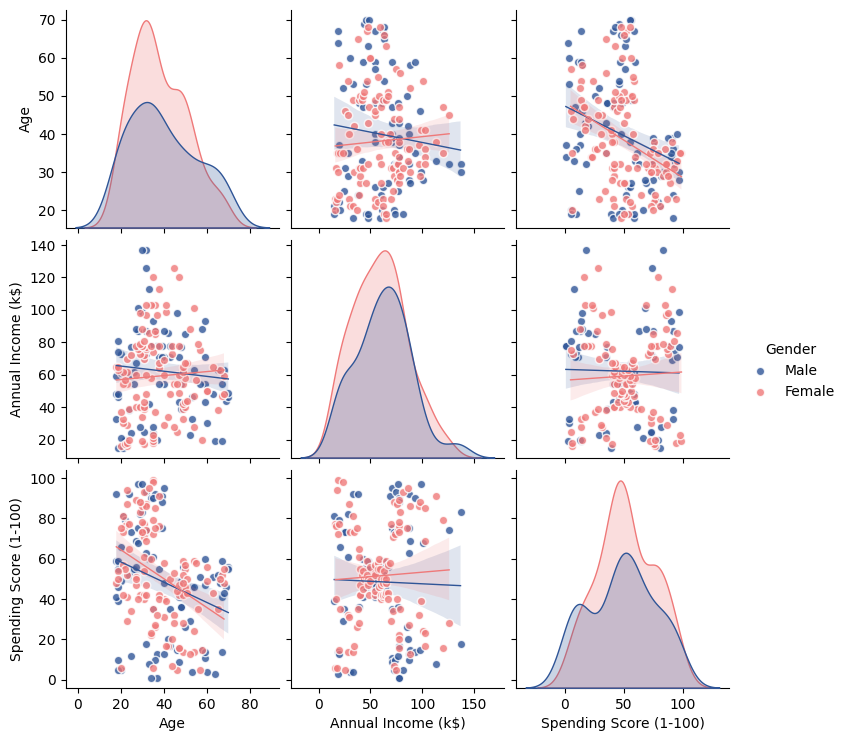 70
60
50
40
30
20
Age
140
120
100
80
60
40
20
Annual Income (k$)
Gender
Male
Female
100
80
60
40
20
0
Spending Score (1-100)
0 20 40 60 80
0 50 100 150
0 50 100
Age
Annual Income (k$)
Spending Score (1-100)